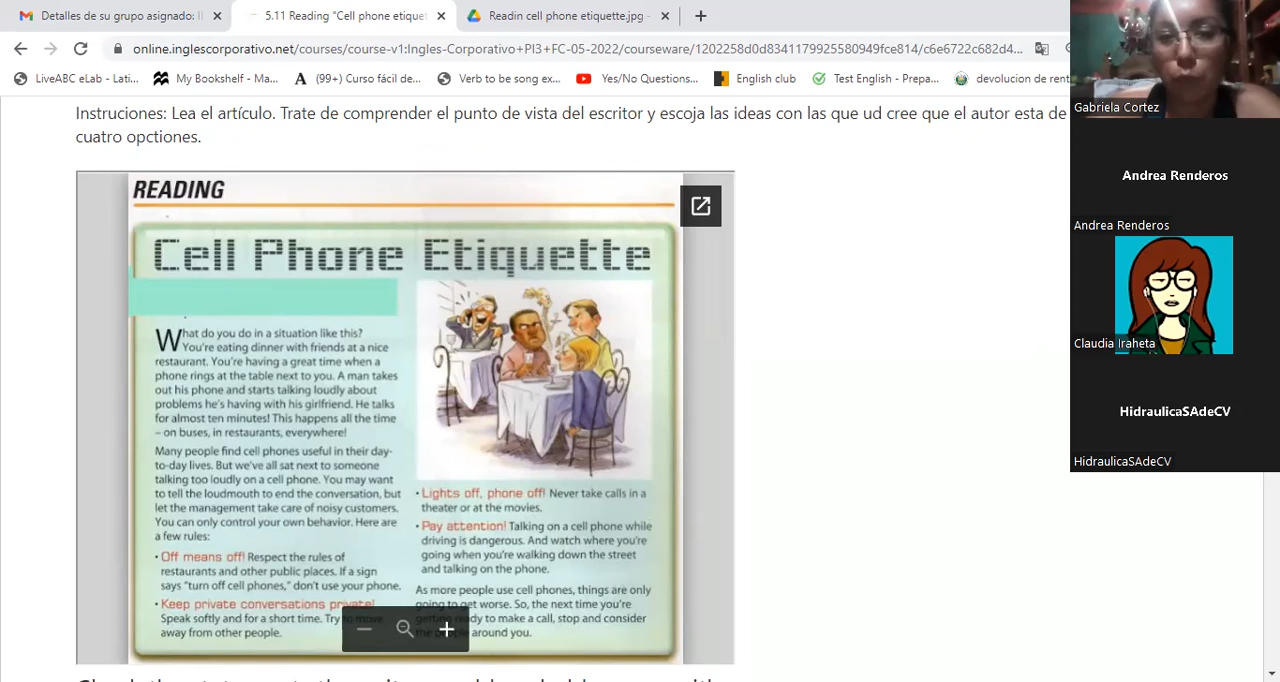 Detalles de su grupo asignado:
5.11 Reading "Cell phone etiquet
Readin cell phone etiquette.jpg -
online.inglescorporativo.net/courses/course-v1:Ingles-Corporativo+PI3+FC-05-2022/courseware/1202258d0d8341179925580949fce814/c6e6722c682d4...
LiveABC eLab - Lati...
My Bookshelf - Ma...
(99+) Curso fácil de...
Verb to be song ex...
Yes/No Questions...
English club
Test English - Prepa...
devolucion de rent
Instruciones: Lea el artículo. Trate de comprender el punto de vista del escritor y escoja las ideas con las que ud cree que el autor esta de
cuatro opctiones.
READING
Cell Phone Etiquette
What do you do in a situation like this?
You're eating dinner with friends at a nice
restaurant. You're having a great time when a
phone rings at the table next to you. A man takes
out his phone and starts talking loudly about
problems he's having with his girlfriend. He talks
for almost ten minutes! This happens all the time
– on buses, in restaurants, everywhere!
Many people find cell phones useful in their day-
to-day lives. But we've all sat next to someone
talking too loudly on a cell phone. You may want
to tell the loudmouth to end the conversation, but
let the management take care of noisy customers.
You can only control your own behavior. Here are
a few rules:
• Off means off! Respect the rules of
restaurants and other public places. If a sign
says "turn off cell phones," don't use your phone.
• Keep private conversations private!
Speak softly and for a short time. Try to move
away from other people.
• Lights off, phone off! Never take calls in a
theater or at the movies.
• Pay attention! Talking on a cell phone while
driving is dangerous. And watch where you're
going when you're walking down the street
and talking on the phone.
As more people use cell phones, things are only
going to get worse. So, the next time you're
getting ready to make a call, stop and consider
the people around you.
Gabriela Cortez
Andrea Renderos
Andrea Renderos
Claudia Iraheta
HidraulicaSAdeCV
HidraulicaSAdeCV